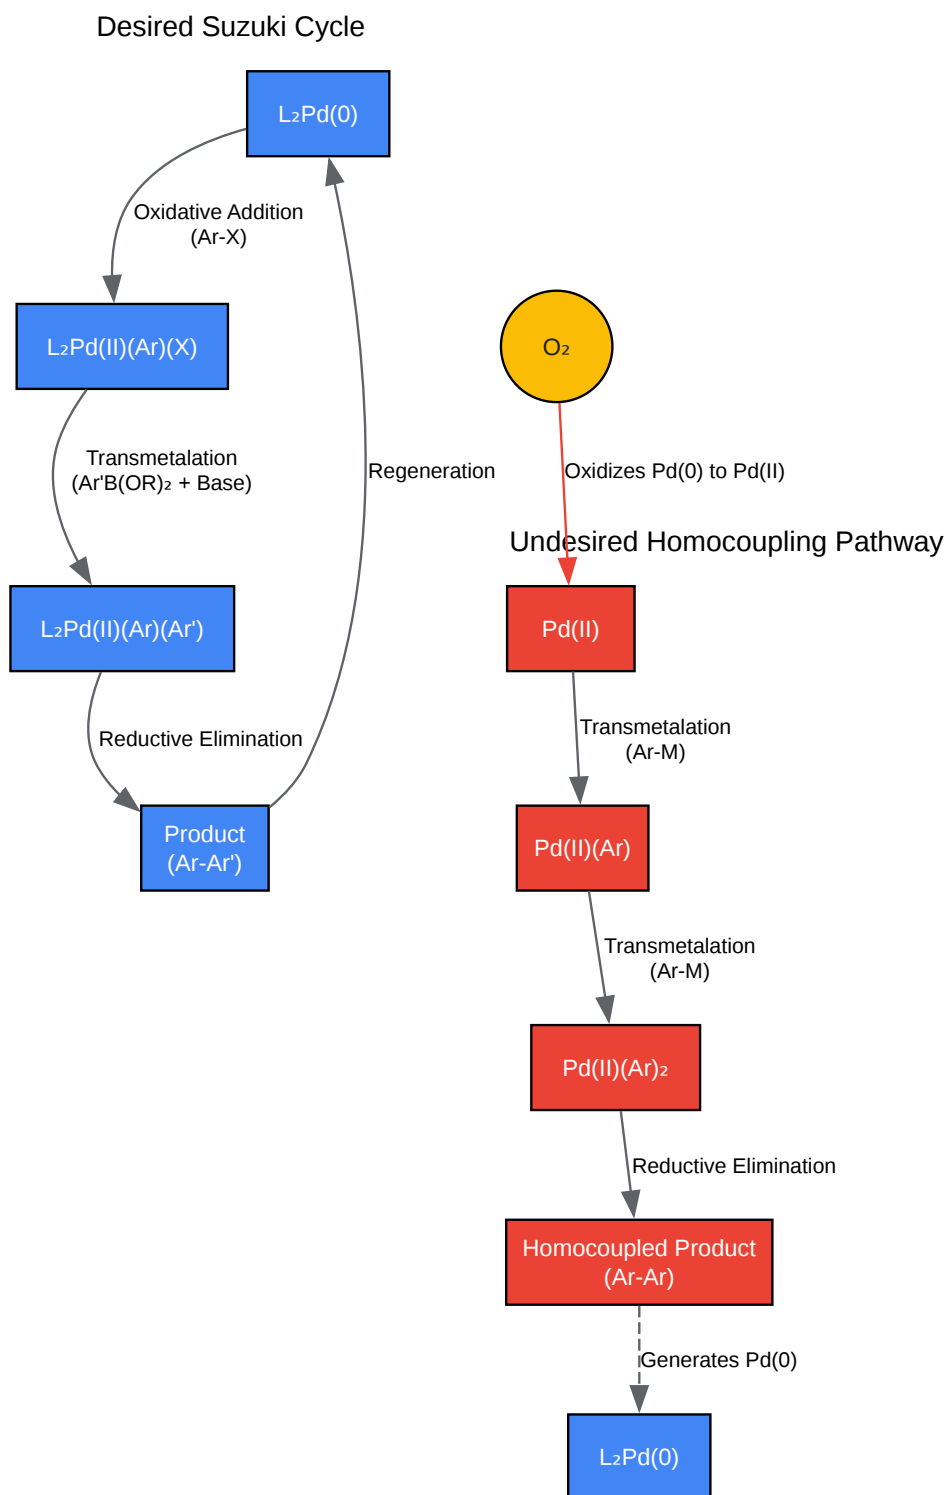 Desired Suzuki Cycle
L₂Pd(0)
Oxidative Addition
(Ar-X)
L₂Pd(II)(Ar)(X)
Transmetalation
(Ar'B(OR)₂ + Base)
L₂Pd(II)(Ar)(Ar')
Reductive Elimination
Product
(Ar-Ar')
Regeneration
O₂
Oxidizes Pd(0) to Pd(II)
Undesired Homocoupling Pathway
Pd(II)
Transmetalation
(Ar-M)
Pd(II)(Ar)
Transmetalation
(Ar-M)
Pd(II)(Ar)₂
Reductive Elimination
Homocoupled Product
(Ar-Ar)
Generates Pd(0)
L₂Pd(0)